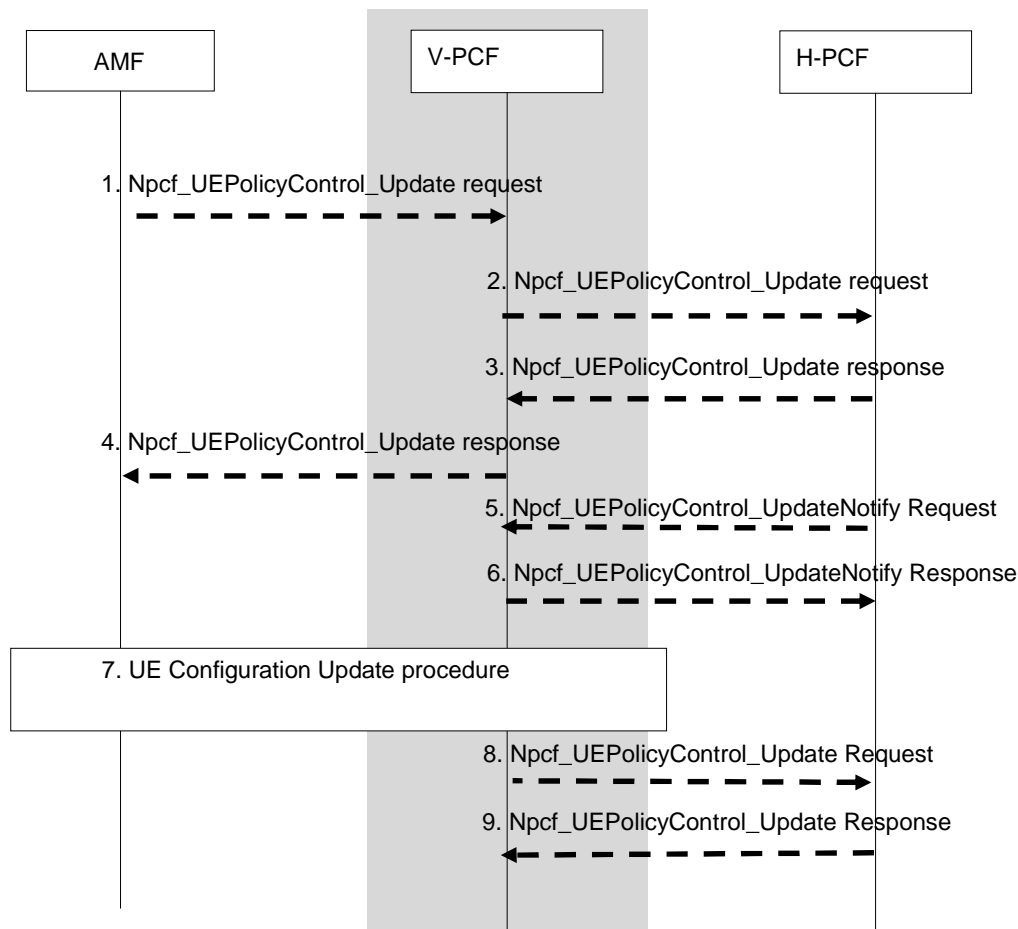 AMF
V-PCF
H-PCF
1. Npcf_UEPolicyControl_Update request
2. Npcf_UEPolicyControl_Update request
3. Npcf_UEPolicyControl_Update response
4. Npcf_UEPolicyControl_Update response
5. Npcf_UEPolicyControl_UpdateNotify Request
6. Npcf_UEPolicyControl_UpdateNotify Response
7. UE Configuration Update procedure
8. Npcf_UEPolicyControl_Update Request
9. Npcf_UEPolicyControl_Update Response